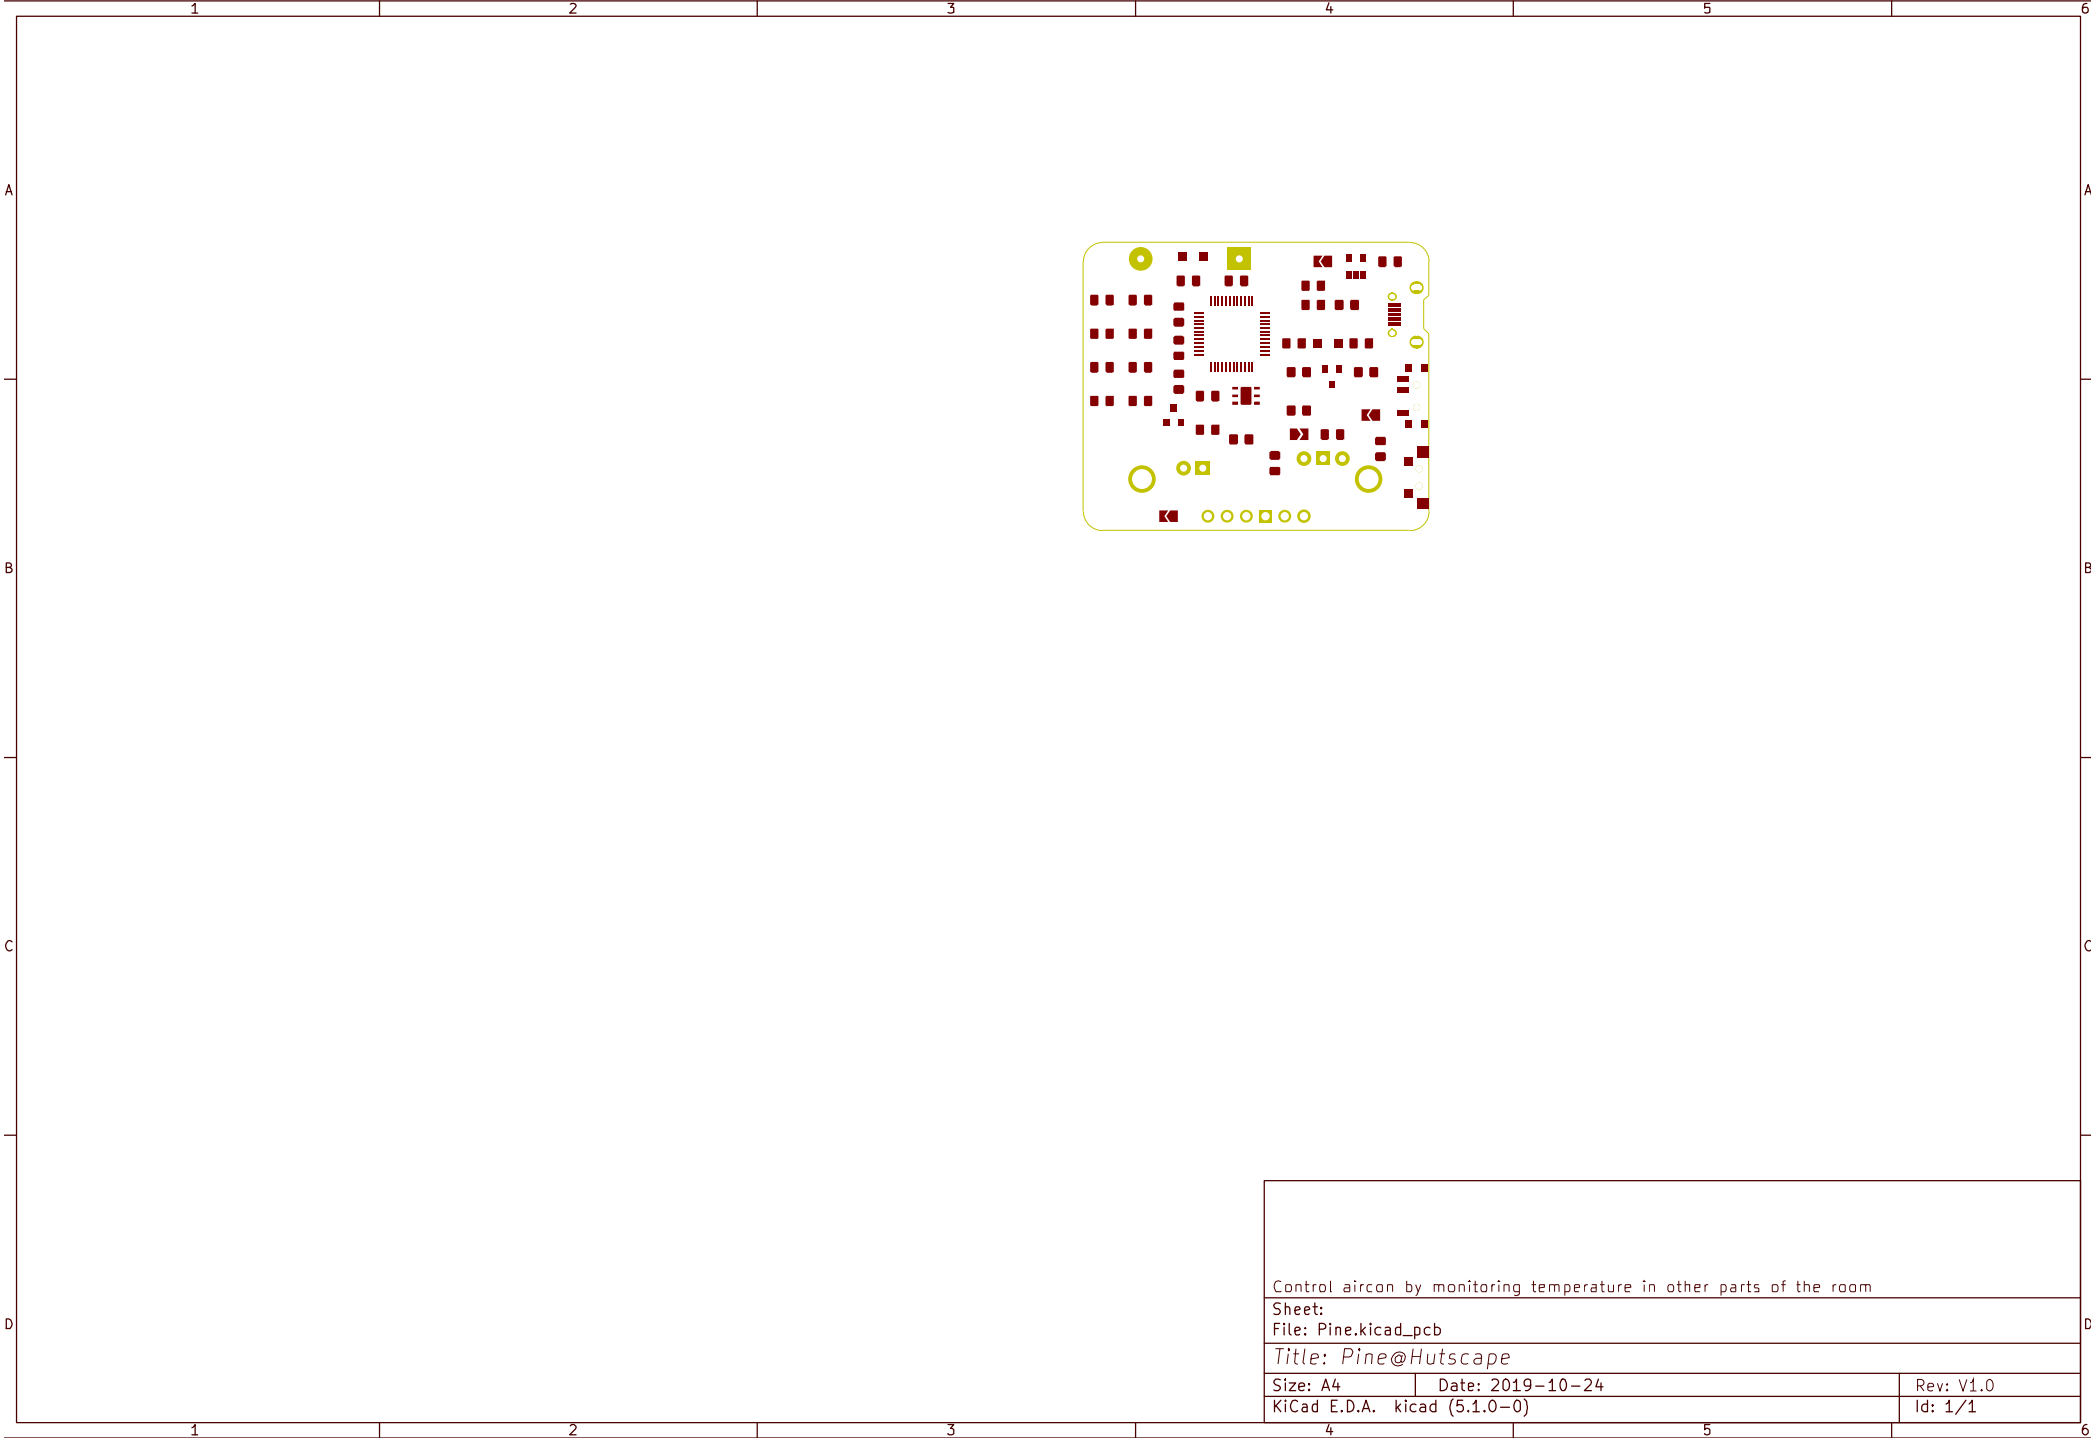 1 2 3 4 5 6
A A
B B
C C
D D
Control aircon by monitoring temperature in other parts of the room
Sheet:
File: Pine.kicad_pcb
Title: Pine@Hutscape
Size: A4 Date: 2019-10-24 Rev: V1.0
KiCad E.D.A. kicad (5.1.0-0) Id: 1/1
1 2 3 4 5 6